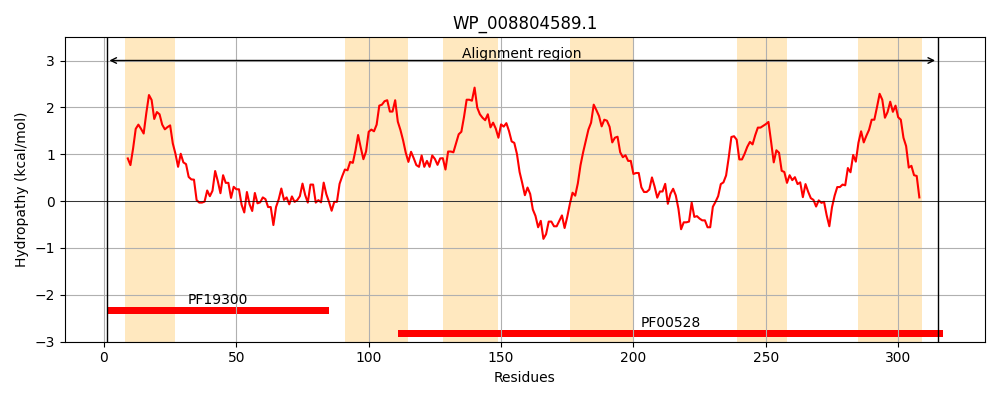 WP_008804589.1
Hydropathy (kcal/mol)
3
2
1
0
−1
−2
−3
Alignment region
PF19300
PF00528
0 50 100 150 200 250 300
Residues